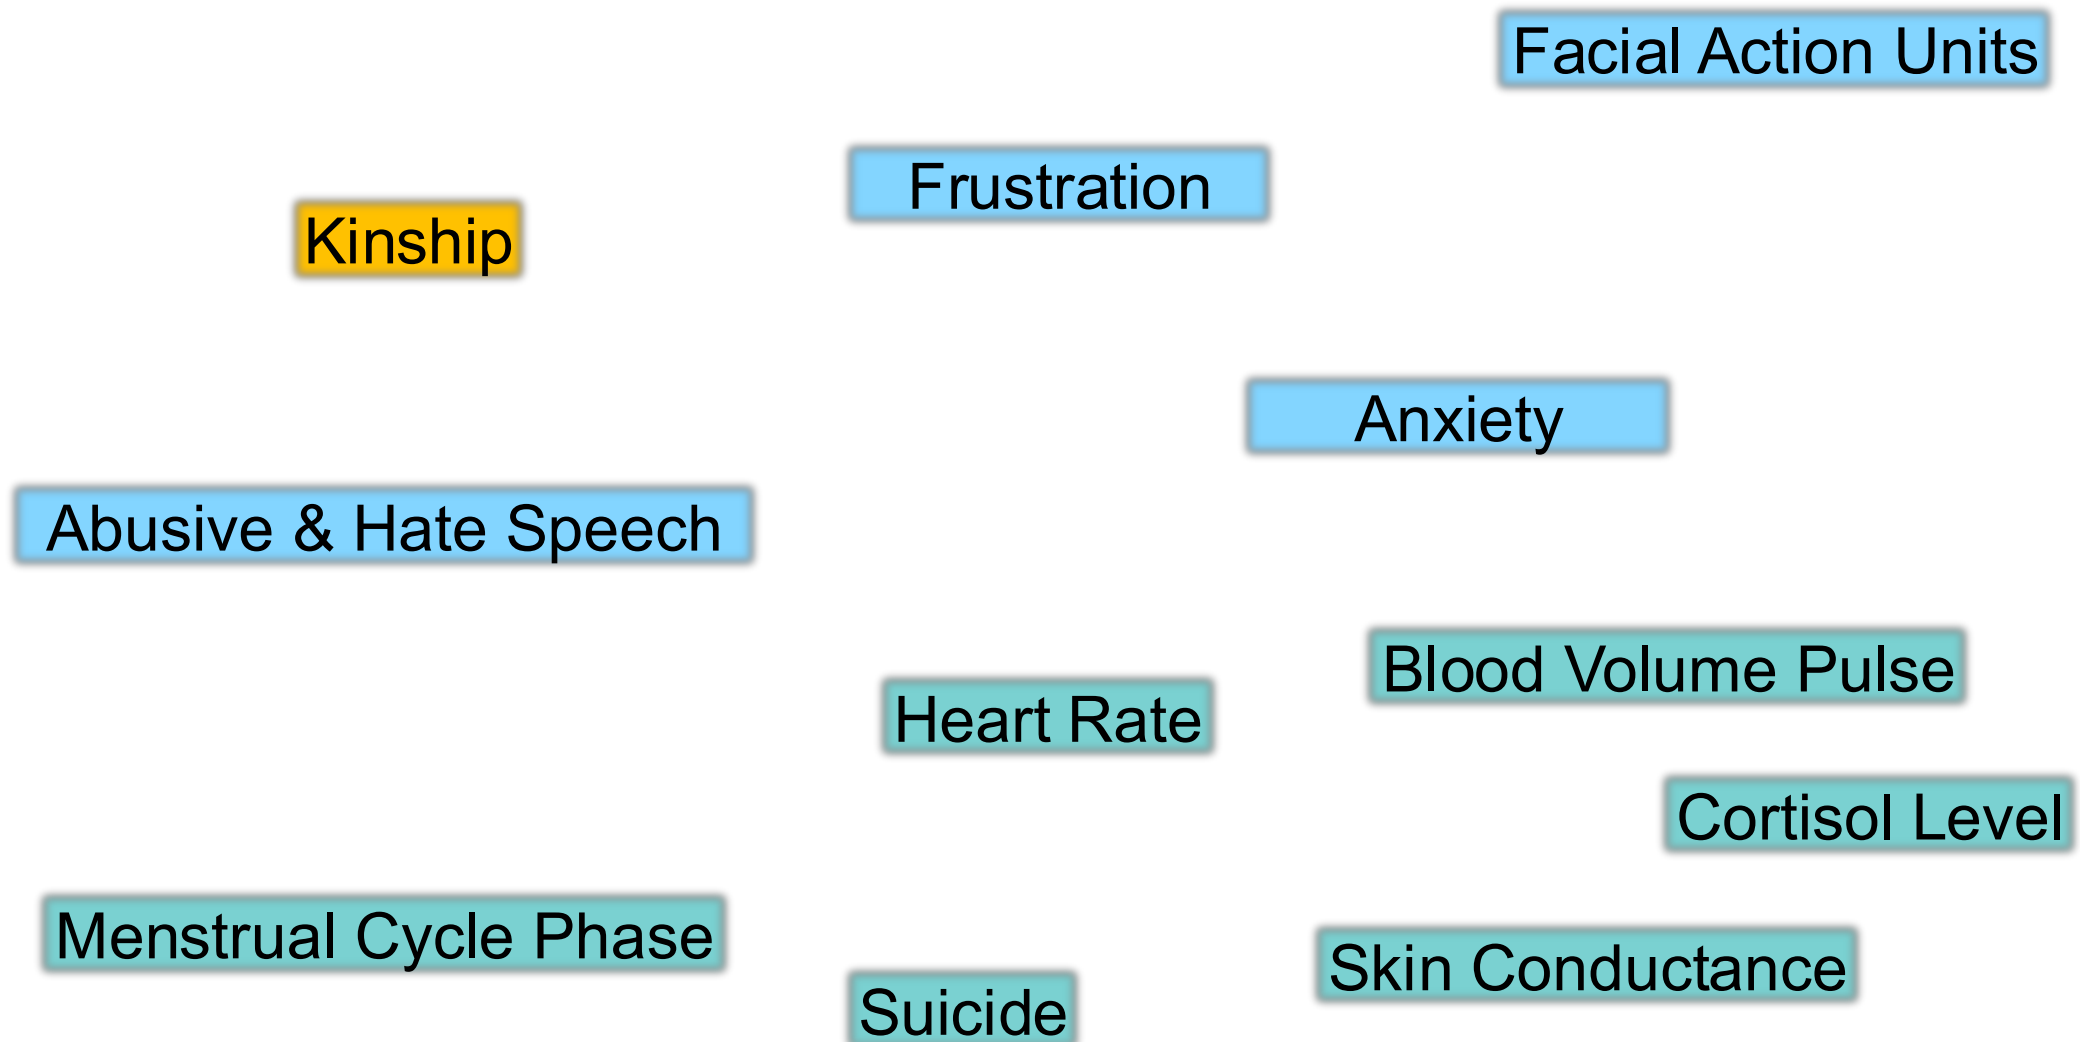 Facial Action Units
Frustration
Kinship
Anxiety
Abusive & Hate Speech
Blood Volume Pulse
Heart Rate
Cortisol Level
Menstrual Cycle Phase
Skin Conductance
Suicide